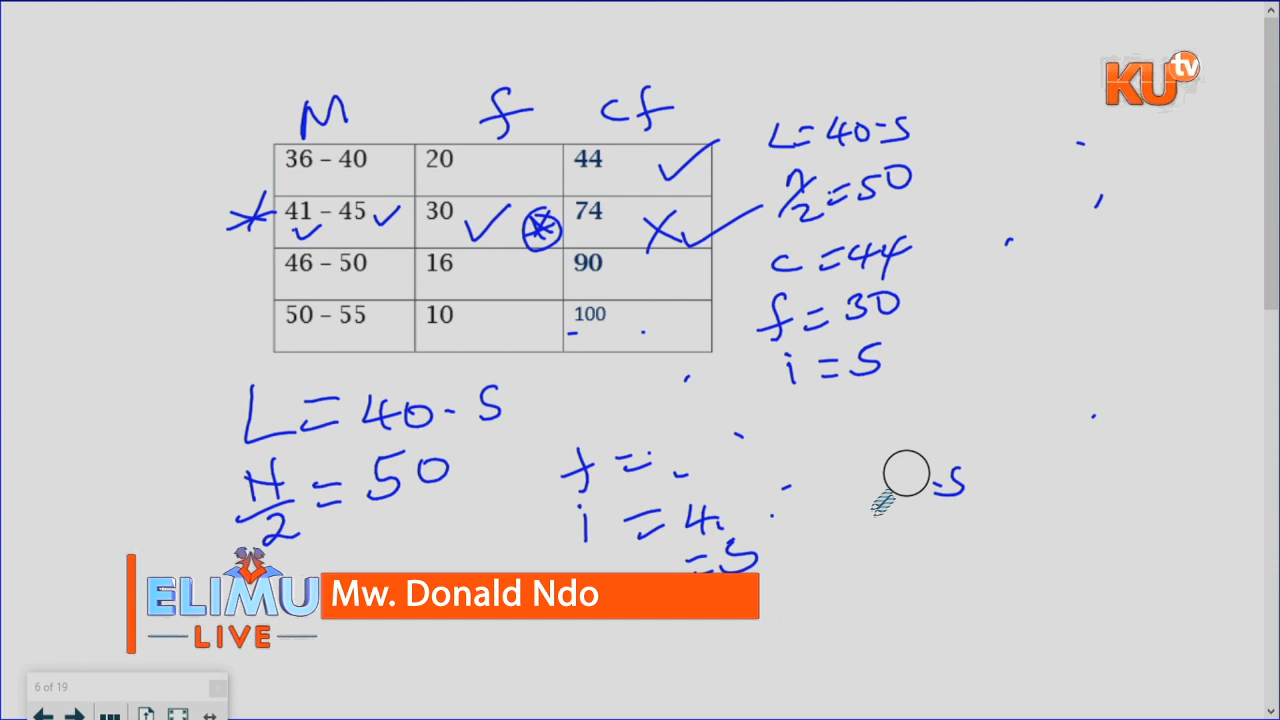 KU tv
M f cf
36 – 40 20 44
41 – 45 30 74
46 – 50 16 90
50 – 55 10 100
L = 40-5
n/2 = 50
c = 44
f = 30
i = 5
L = 40-5
N/2 = 50
f =
i = 4
= 5
-5
ELIMU
LIVE
Mw. Donald Ndo
6 of 19